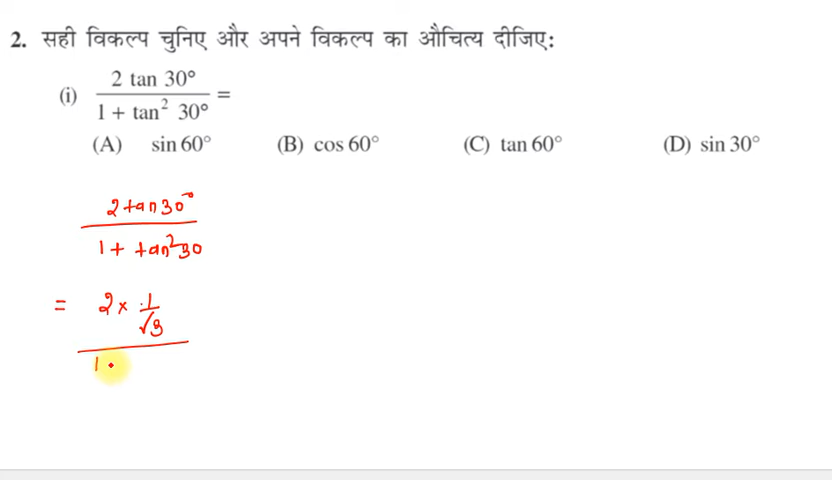 2. सही विकल्प चुनिए और अपने विकल्प का औचित्य दीजिए:
(i) 2 tan 30° / 1 + tan² 30° =
(A) sin 60° (B) cos 60° (C) tan 60° (D) sin 30°
2 tan 30°
1 + tan² 30
= 2 × 1/√3
1